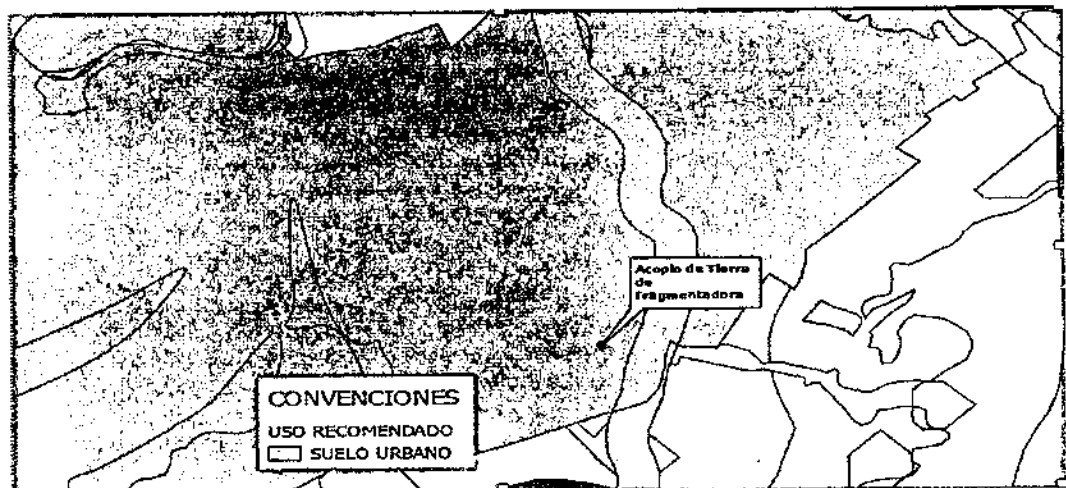 Acopio de Tierra
de
fragmentadora
CONVENCIONES
USO RECOMENDADO
SUELO URBANO